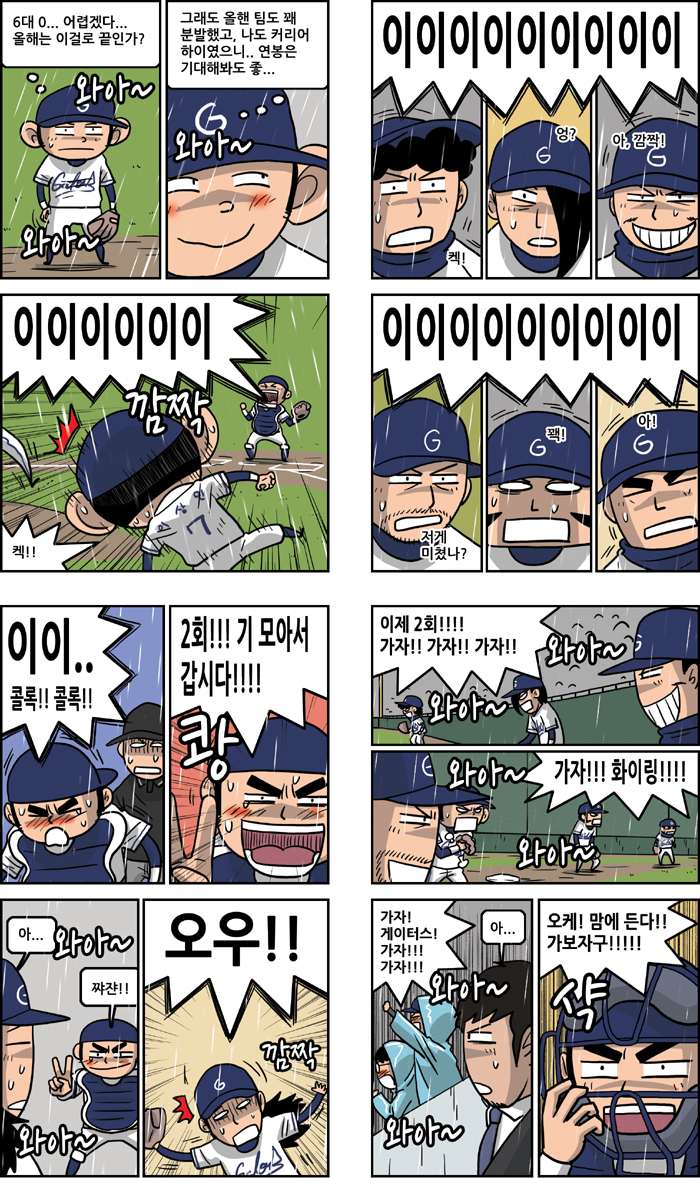 6대 0... 어렵겠다...
올해는 이걸로 끝인가?
와아~
와아~
그래도 올핸 팀도 꽤
분발했고, 나도 커리어
하이였으니.. 연봉은
기대해봐도 좋...
G
와아~
이이이이이이
깜짝
7
켁!!
이이이이이이이이이
켁!
엉?
G
아, 깜짝!
G
이이이이이이이이이
G
저게
미쳤나?
G
꽥!
아!
G
이이..
콜록!! 콜록!!
2회!!! 기 모아서
갑시다!!!!
쾅
아...
와아~
쨔쟌!!
G
와아~
오우!!
깜짝
G
Gators
이제 2회!!!!
가자!! 가자!! 가자!!
와아~
와아~
와아~
가자!!! 화이링!!!!
와아~
가자!
게이터스!
가자!!!
가자!!!
아...
와아~
와아~
오케! 맘에 든다!!
가보자구!!!!!
샥